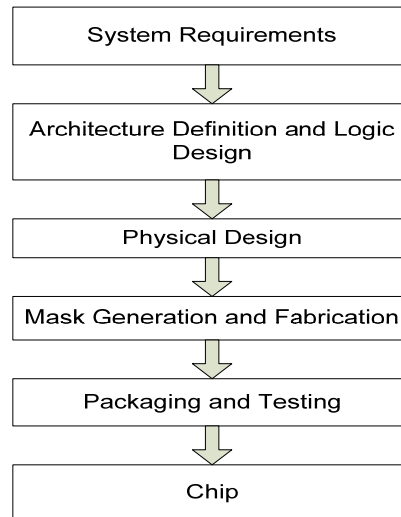 System Requirements
Architecture Definition and Logic
Design
Physical Design
Mask Generation and Fabrication
Packaging and Testing
Chip